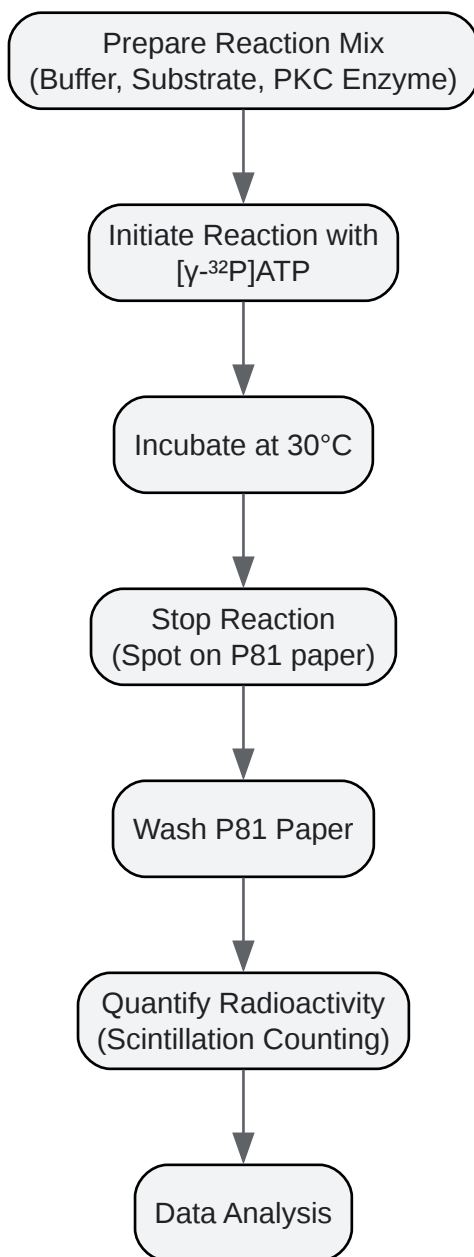 Prepare Reaction Mix
(Buffer, Substrate, PKC Enzyme)
Initiate Reaction with
[γ-³²P]ATP
Incubate at 30°C
Stop Reaction
(Spot on P81 paper)
Wash P81 Paper
Quantify Radioactivity
(Scintillation Counting)
Data Analysis